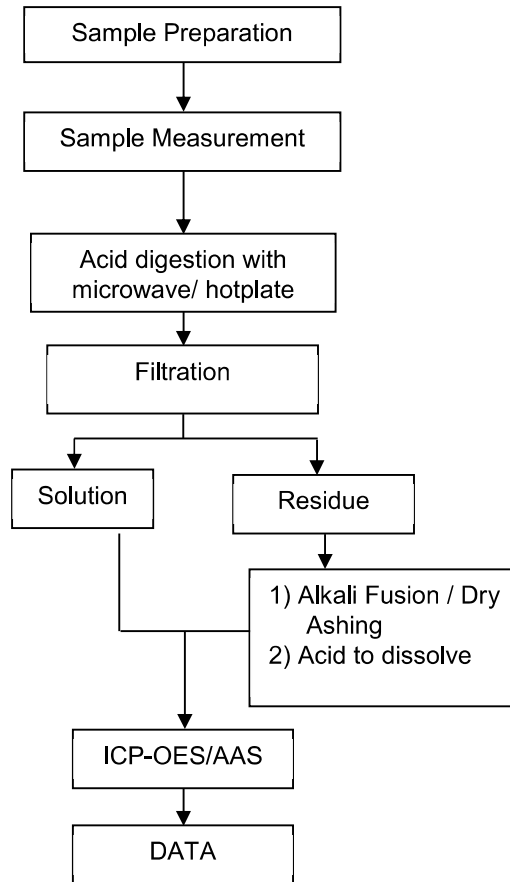 Sample Preparation
Sample Measurement
Acid digestion with
microwave/ hotplate
Filtration
Solution
Residue
1) Alkali Fusion / Dry
Ashing
2) Acid to dissolve
ICP-OES/AAS
DATA